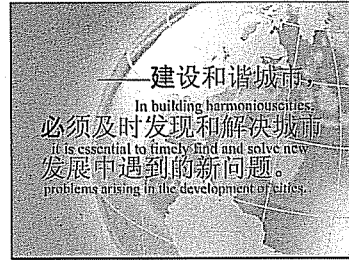 ——建设和谐城市，
In building harmoniouscities,
必须及时发现和解决城市
it is essential to timely find and solve new
发展中遇到的新问题。
problems arising in the development of cities.